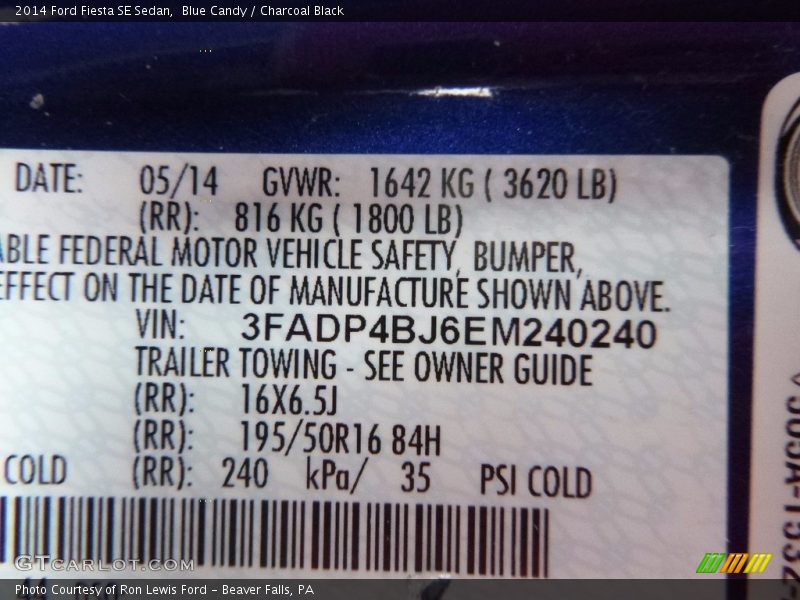 2014 Ford Fiesta SE Sedan,  Blue Candy / Charcoal Black
DATE: 05/14 GVWR: 1642 KG ( 3620 LB)
(RR): 816 KG ( 1800 LB)
ABLE FEDERAL MOTOR VEHICLE SAFETY, BUMPER,
EFFECT ON THE DATE OF MANUFACTURE SHOWN ABOVE.
VIN: 3FADP4BJ6EM240240
TRAILER TOWING - SEE OWNER GUIDE
(RR): 16X6.5J
(RR): 195/50R16 84H
COLD (RR): 240 kPa/ 35 PSI COLD
GTCarLot.com
Photo Courtesy of Ron Lewis Ford - Beaver Falls, PA